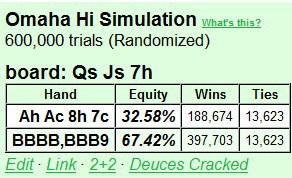 Omaha Hi Simulation What's this?
600,000 trials (Randomized)
board: Qs Js 7h
Hand Equity Wins Ties
Ah Ac 8h 7c 32.58% 188,674 13,623
BBBB,BBB9 67.42% 397,703 13,623
Edit · Link · 2+2 · Deuces Cracked